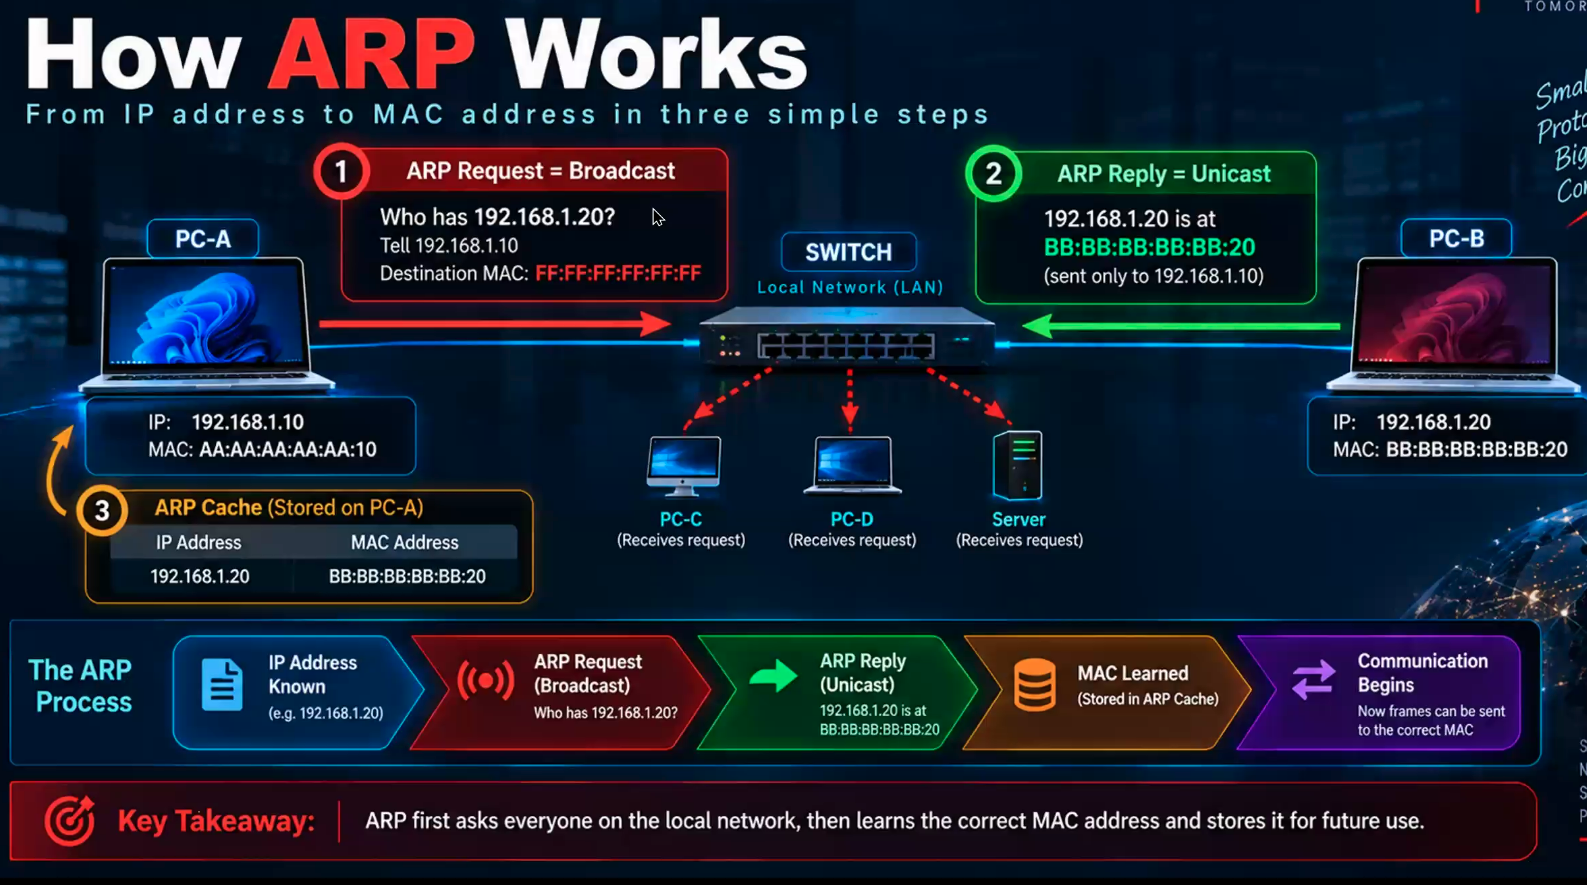 How ARP Works
From IP address to MAC address in three simple steps
TOMOR
Smal
Proto
Big
Co
1
ARP Request = Broadcast
Who has 192.168.1.20?
Tell 192.168.1.10
Destination MAC: FF:FF:FF:FF:FF:FF
2
ARP Reply = Unicast
192.168.1.20 is at
BB:BB:BB:BB:BB:20
(sent only to 192.168.1.10)
PC-A
SWITCH
Local Network (LAN)
PC-B
IP: 192.168.1.10
MAC: AA:AA:AA:AA:AA:10
IP: 192.168.1.20
MAC: BB:BB:BB:BB:BB:20
3
ARP Cache (Stored on PC-A)
IP Address MAC Address
192.168.1.20 BB:BB:BB:BB:BB:20
PC-C
(Receives request)
PC-D
(Receives request)
Server
(Receives request)
The ARP
Process
IP Address
Known
(e.g. 192.168.1.20)
ARP Request
(Broadcast)
Who has 192.168.1.20?
ARP Reply
(Unicast)
192.168.1.20 is at
BB:BB:BB:BB:BB:20
MAC Learned
(Stored in ARP Cache)
Communication
Begins
Now frames can be sent
to the correct MAC
S
N
S
P
Key Takeaway:
ARP first asks everyone on the local network, then learns the correct MAC address and stores it for future use.